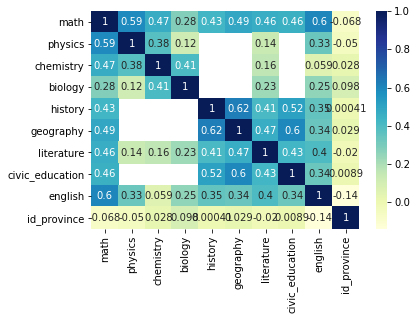 math 1 0.59 0.47 0.28 0.43 0.49 0.46 0.46 0.6 -0.068
physics 0.59 1 0.38 0.12 0.14 0.33 -0.05
chemistry 0.47 0.38 1 0.41 0.16 0.059 0.028
biology 0.28 0.12 0.41 1 0.23 0.25 0.098
history 0.43 1 0.62 0.41 0.52 0.35 0.00041
geography 0.49 0.62 1 0.47 0.6 0.34 0.029
literature 0.46 0.14 0.16 0.23 0.41 0.47 1 0.43 0.4 -0.02
civic_education 0.46 0.52 0.6 0.43 1 0.34 0.0089
english 0.6 0.33 0.059 0.25 0.35 0.34 0.4 0.34 1 -0.14
id_province -0.068 -0.05 0.028 0.098 0.00041 0.029 -0.02 0.0089 -0.14 1
math
physics
chemistry
biology
history
geography
literature
civic_education
english
id_province
1.0
0.8
0.6
0.4
0.2
0.0